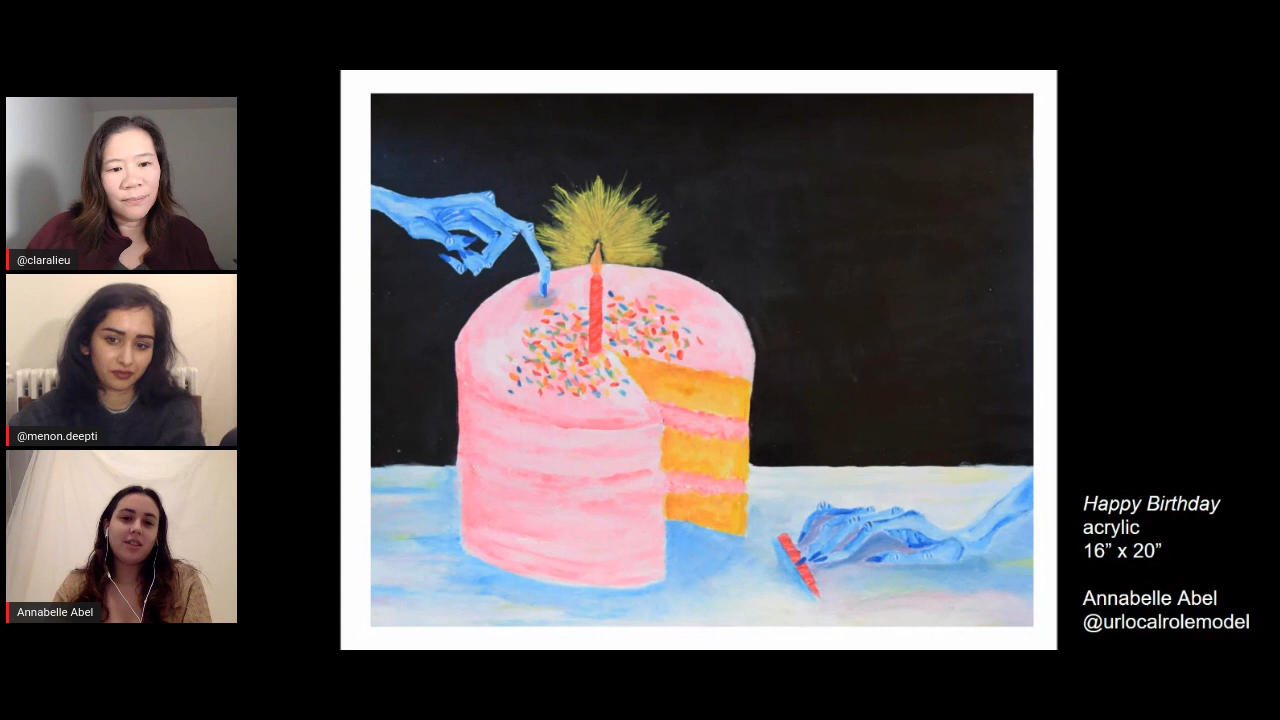 @claralieu
@menon.deepti
Annabelle Abel
Happy Birthday
acrylic
16” x 20”
Annabelle Abel
@urlocalrolemodel